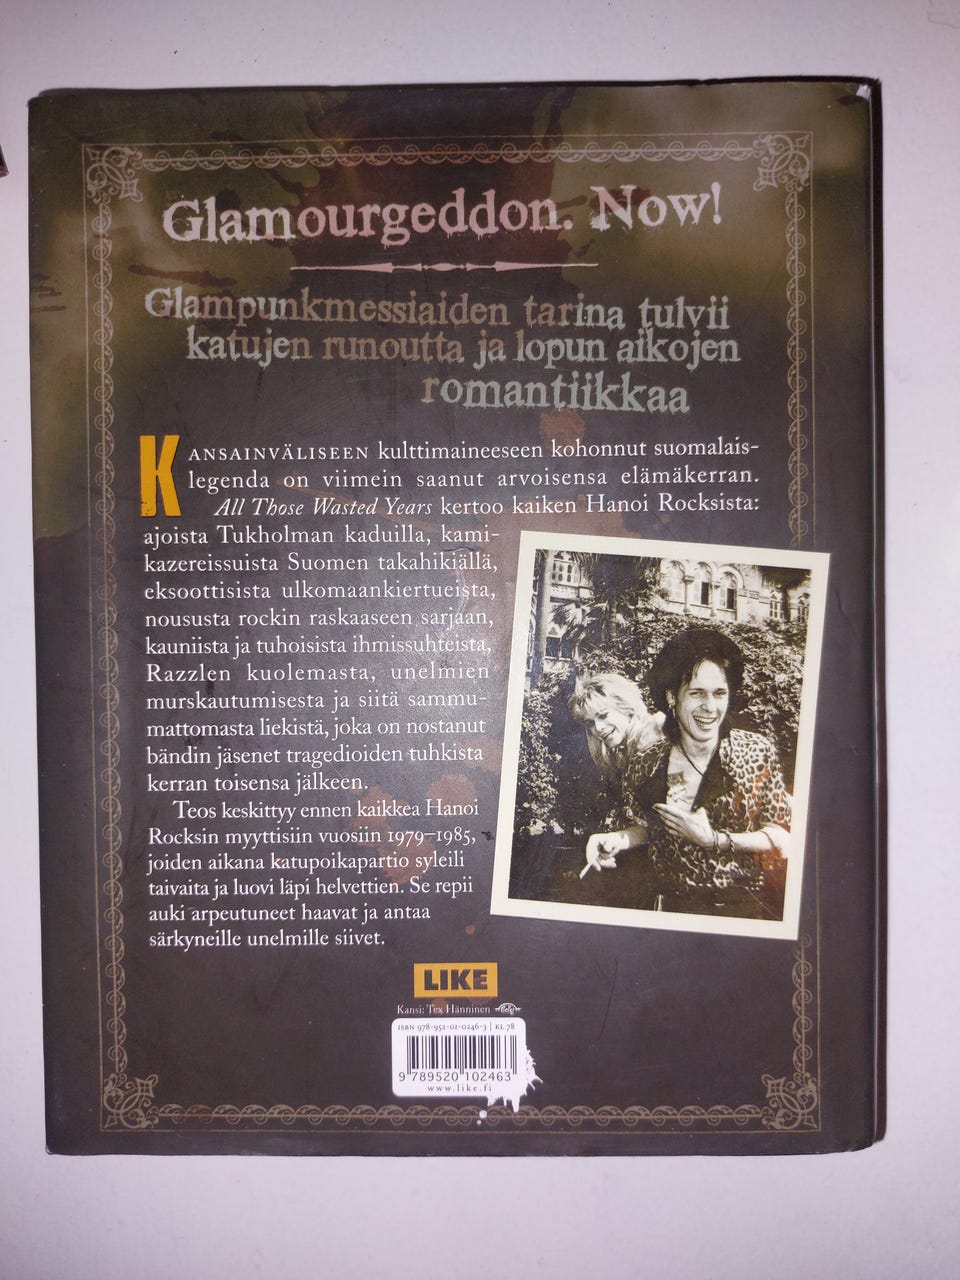 Glamourgeddon. Now!
Glampunkmessiaiden tarina tulvii
katujen runoutta ja lopun aikojen
romantiikkaa
KANSAINVÄLISEEN kulttimaineeseen kohonnut suomalais-
legenda on viimein saanut arvoisensa elämäkerran.
All Those Wasted Years kertoo kaiken Hanoi Rocksista:
ajoista Tukholman kaduilla, kami-
kazereissuista Suomen takahikiällä,
eksoottisista ulkomaankiertueista,
noususta rockin raskaaseen sarjaan,
kauniista ja tuhoisista ihmissuhteista,
Razzlen kuolemasta, unelmien
murskautumisesta ja siitä sammu-
mattomasta liekistä, joka on nostanut
bändin jäsenet tragedioiden tuhkista
kerran toisensa jälkeen.
Teos keskittyy ennen kaikkea Hanoi
Rocksin myyttisiin vuosiin 1979–1985,
joiden aikana katupoikapartio syleili
taivaita ja luovi läpi helvettien. Se repii
auki arpeutuneet haavat ja antaa
särkyneille unelmille siivet.
LIKE
Kansi: Tex Hänninen
ISBN 978-952-01-0246-3 | KL 78
9 789520 102463
www.like.fi